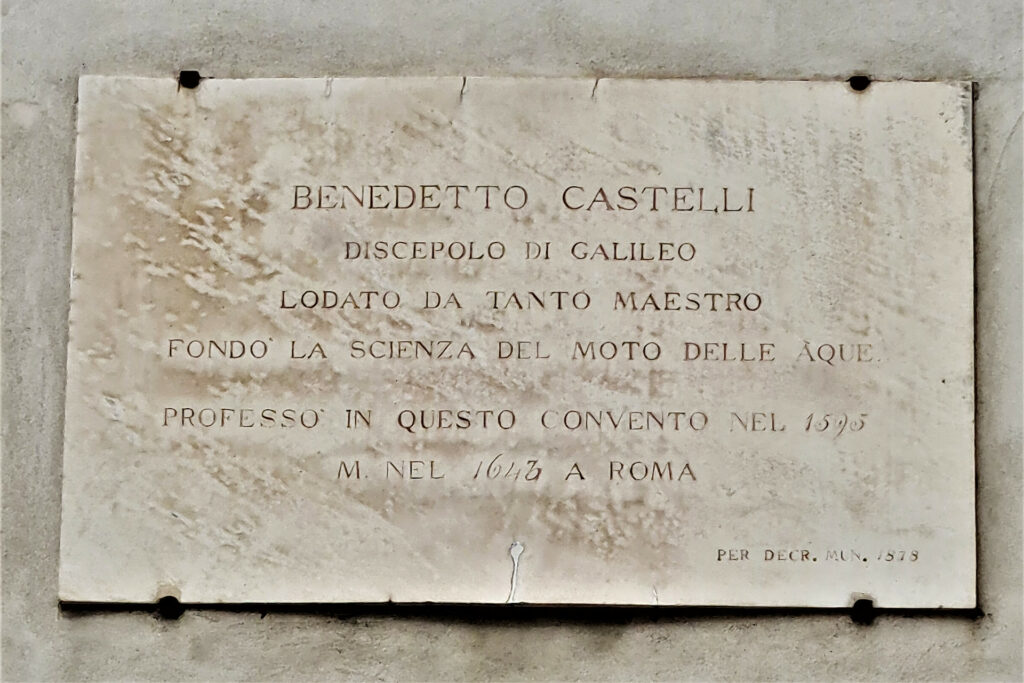 BENEDETTO CASTELLI
DISCEPOLO DI GALILEO
LODATO DA TANTO MAESTRO
FONDO' LA SCIENZA DEL MOTO DELLE AQUE.
PROFESSO' IN QUESTO CONVENTO NEL 1595
M. NEL 1643 A ROMA
PER DECR. MUN. 1878